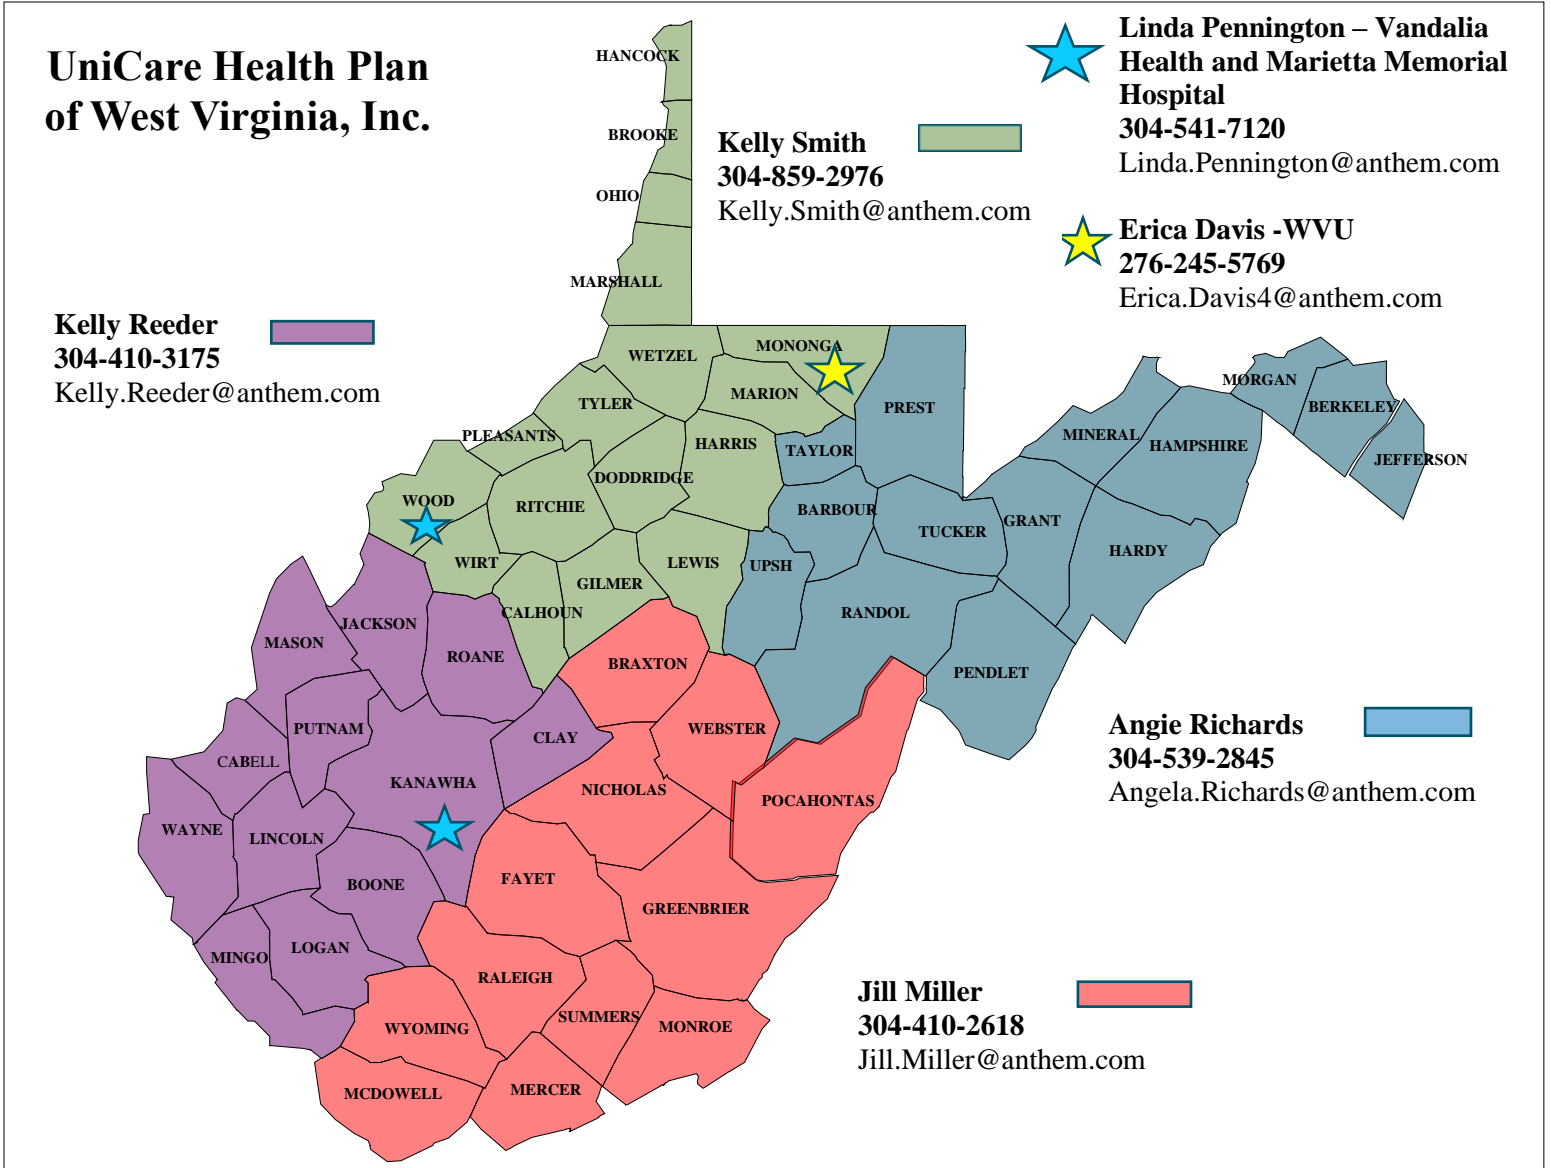 UniCare Health Plan
of West Virginia, Inc.
Linda Pennington – Vandalia
Health and Marietta Memorial
Hospital
304-541-7120
Linda.Pennington@anthem.com
Kelly Smith
304-859-2976
Kelly.Smith@anthem.com
Erica Davis -WVU
276-245-5769
Erica.Davis4@anthem.com
Kelly Reeder
304-410-3175
Kelly.Reeder@anthem.com
HANCOCK
BROOKE
OHIO
MARSHALL
WETZEL
MONONGA
MARION
TYLER
PREST
PLEASANTS
HARRIS
TAYLOR
DODDRIDGE
WOOD
RITCHIE
BARBOUR
TUCKER
GRANT
MINERAL
HAMPSHIRE
MORGAN
BERKELEY
JEFFERSON
HARDY
WIRT
GILMER
LEWIS
UPSH
CALHOUN
RANDOL
PENDLET
MASON
JACKSON
ROANE
BRAXTON
PUTNAM
CLAY
WEBSTER
CABELL
KANAWHA
NICHOLAS
POCAHONTAS
WAYNE
LINCOLN
BOONE
FAYET
GREENBRIER
MINGO
LOGAN
RALEIGH
SUMMERS
MONROE
WYOMING
MCDOWELL
MERCER
Angie Richards
304-539-2845
Angela.Richards@anthem.com
Jill Miller
304-410-2618
Jill.Miller@anthem.com